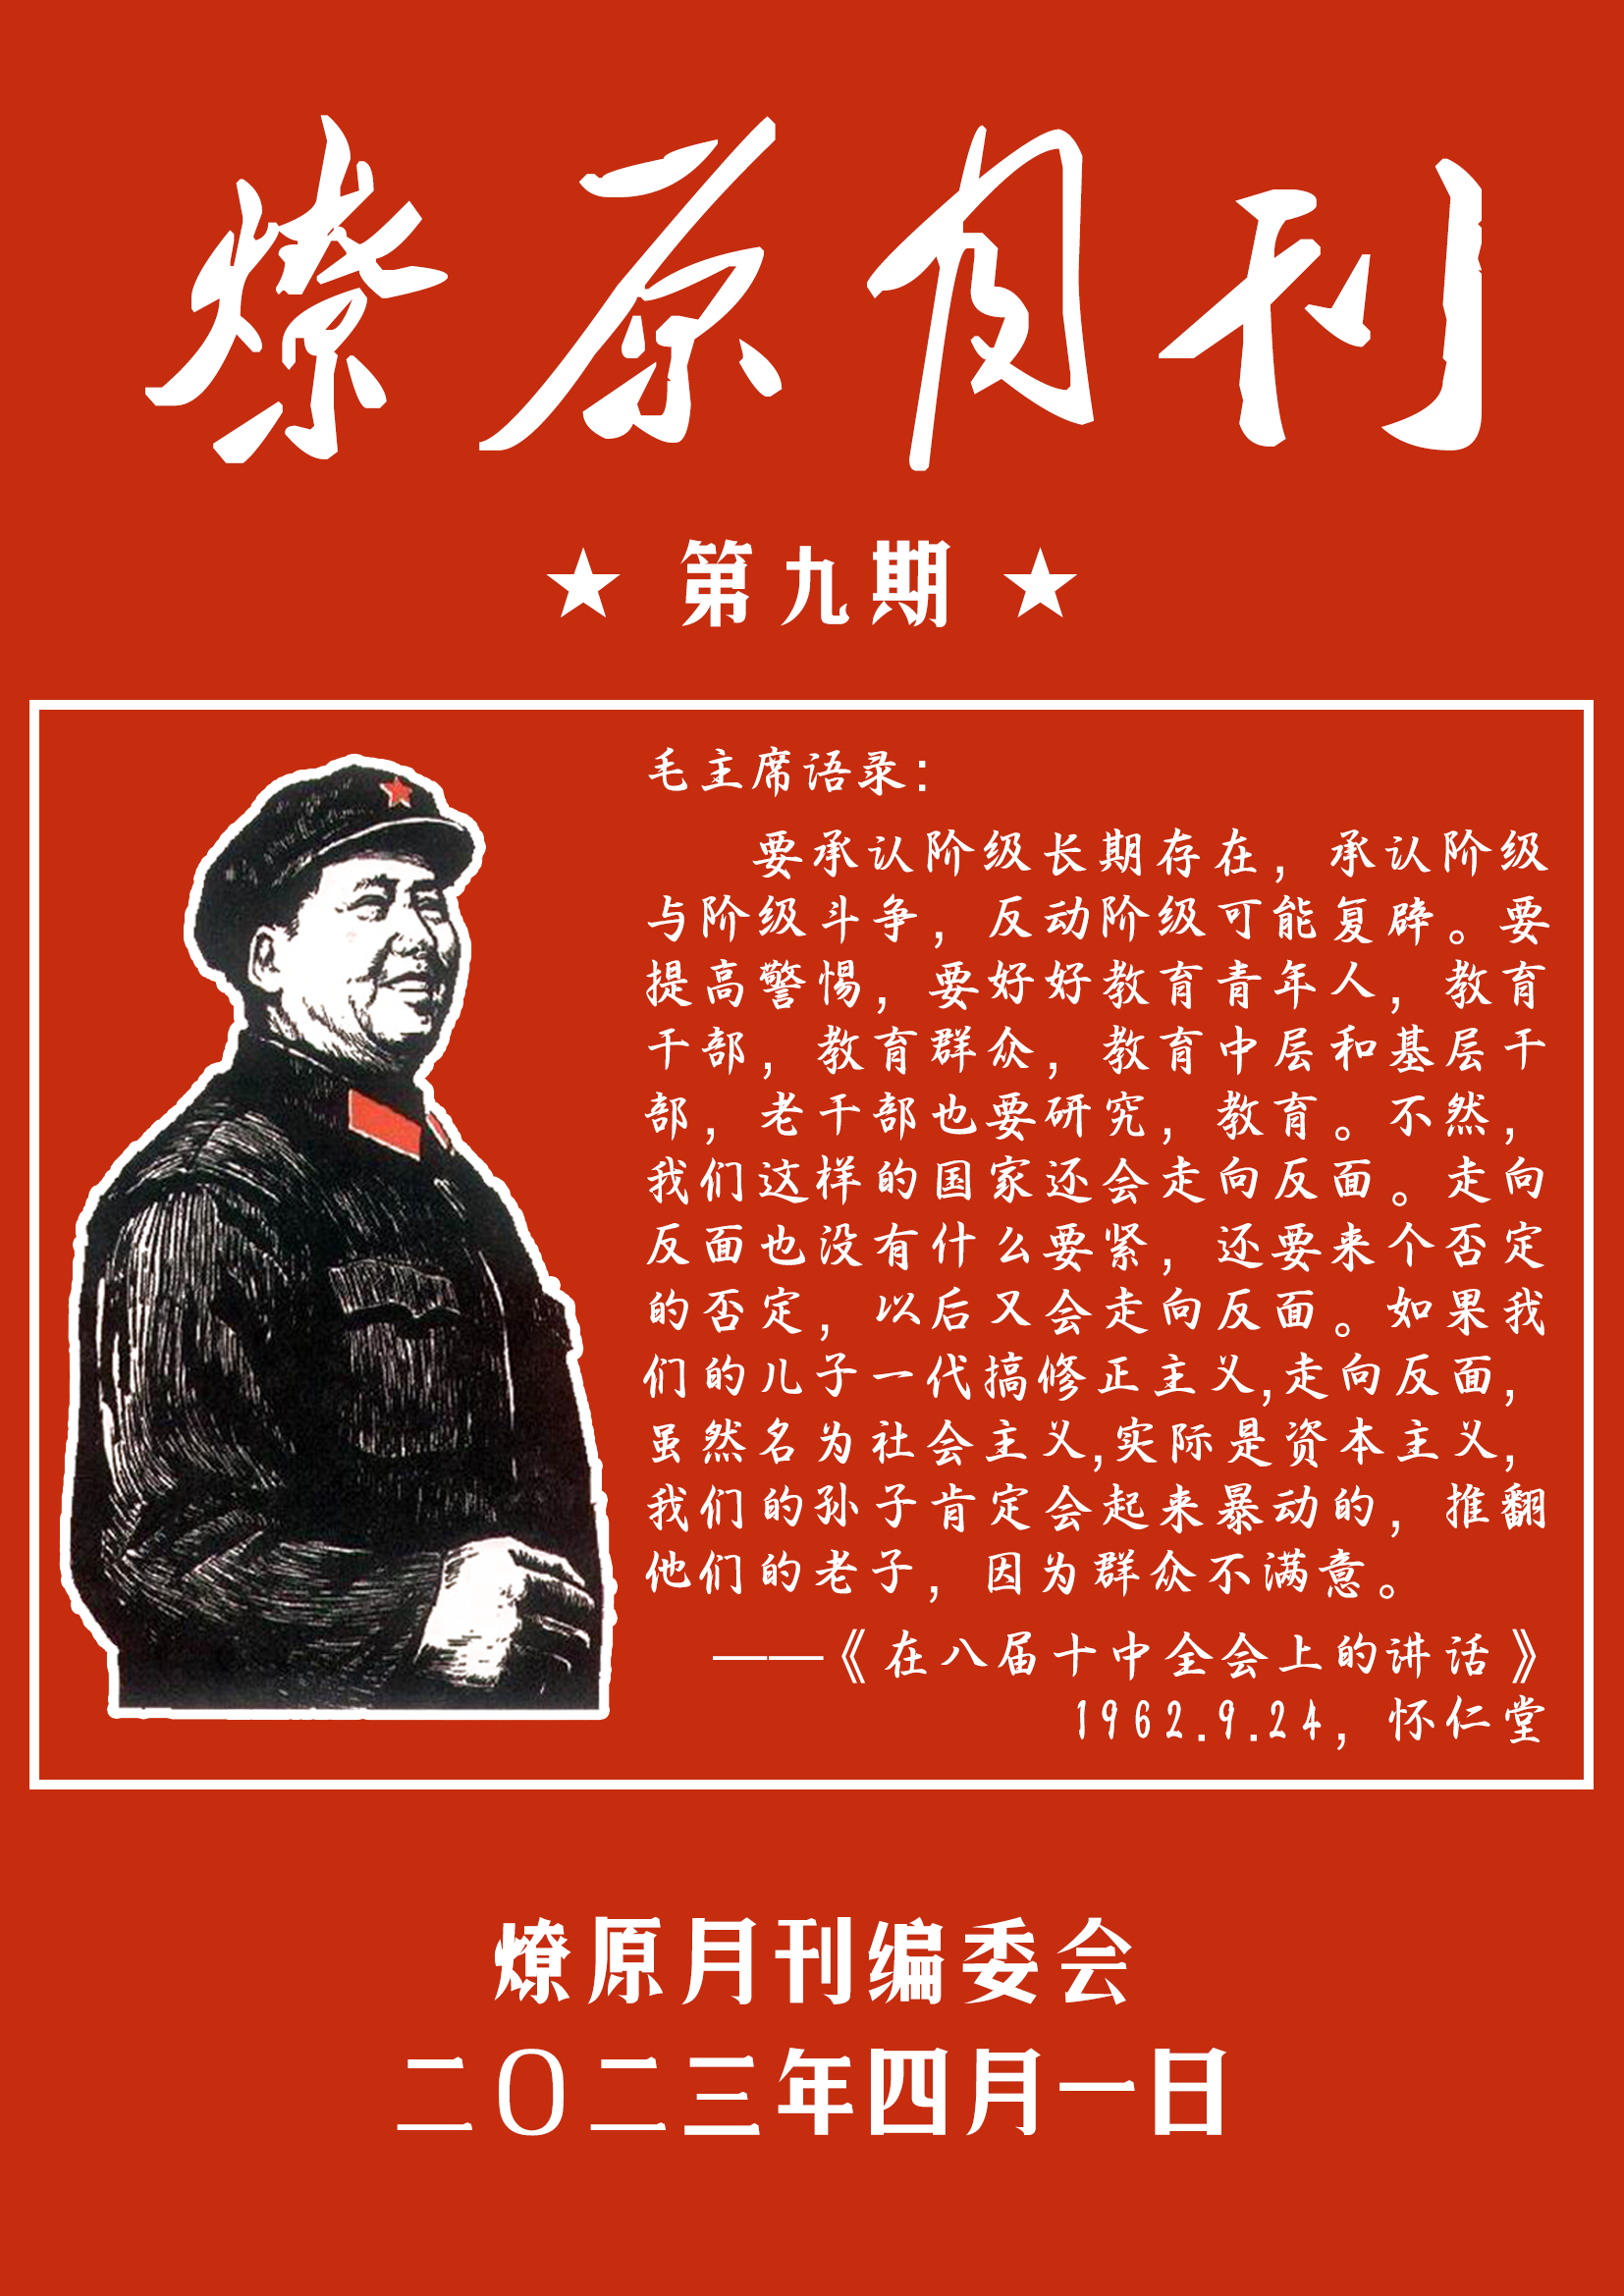 燎原月刊
★ 第九期 ★
毛主席语录：
要承认阶级长期存在，承认阶级
与阶级斗争，反动阶级可能复辟。要
提高警惕，要好好教育青年人，教育
干部，教育群众，教育中层和基层干
部，老干部也要研究，教育。不然，
我们这样的国家还会走向反面。走向
反面也没有什么要紧，还要来个否定
的否定，以后又会走向反面。如果我
们的儿子一代搞修正主义,走向反面，
虽然名为社会主义,实际是资本主义，
我们的孙子肯定会起来暴动的，推翻
他们的老子，因为群众不满意。
——《在八届十中全会上的讲话》
1962.9.24，怀仁堂
燎原月刊编委会
二〇二三年四月一日